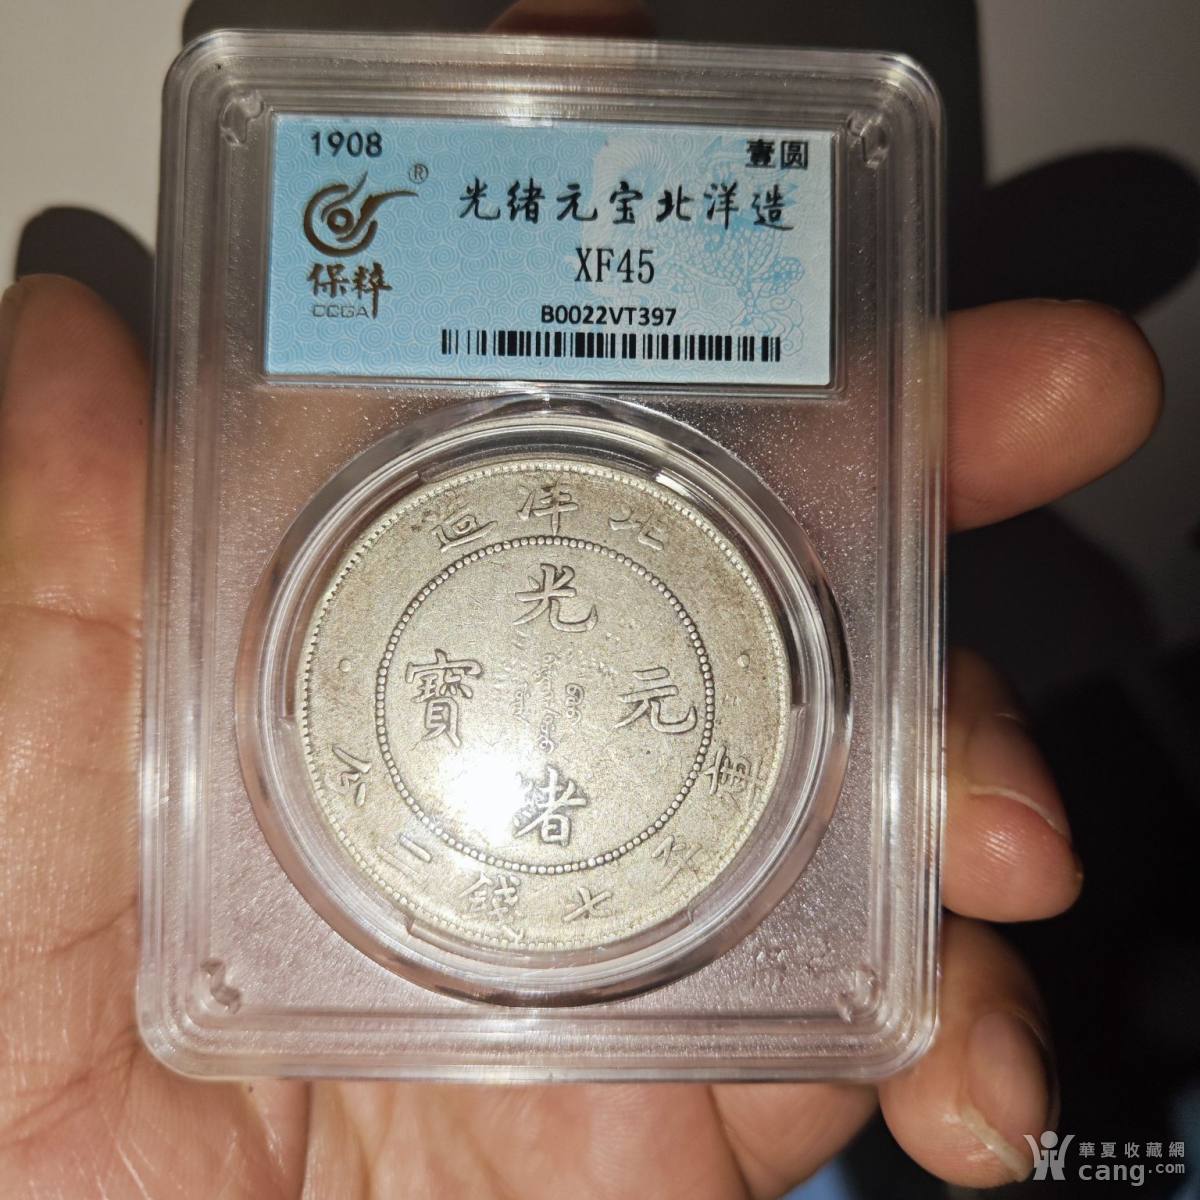 1908 壹圆
®
光绪元宝北洋造
保粹
CCGA
XF45
B0022VT397
造洋北
光
寶 元
緒
庫平七錢二分
華夏收藏網
cang.com